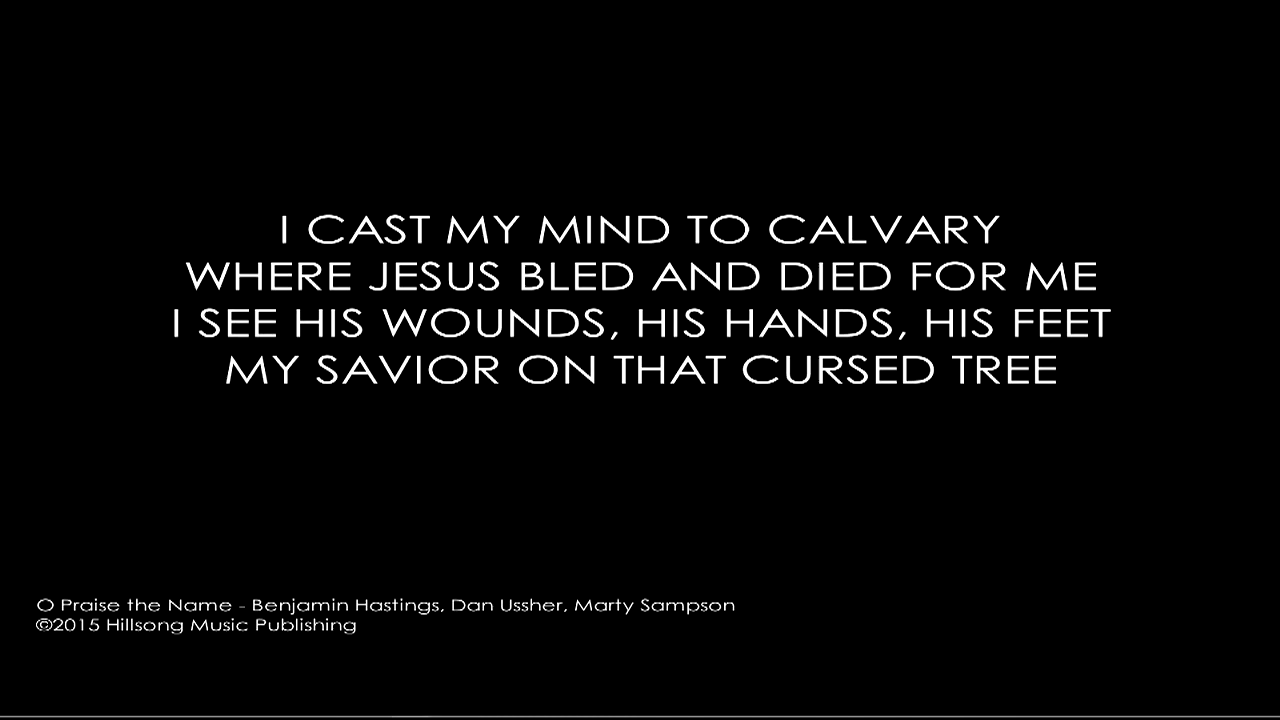 I CAST MY MIND TO CALVARY
WHERE JESUS BLED AND DIED FOR ME
I SEE HIS WOUNDS, HIS HANDS, HIS FEET
MY SAVIOR ON THAT CURSED TREE
O Praise the Name - Benjamin Hastings, Dan Ussher, Marty Sampson
©2015 Hillsong Music Publishing